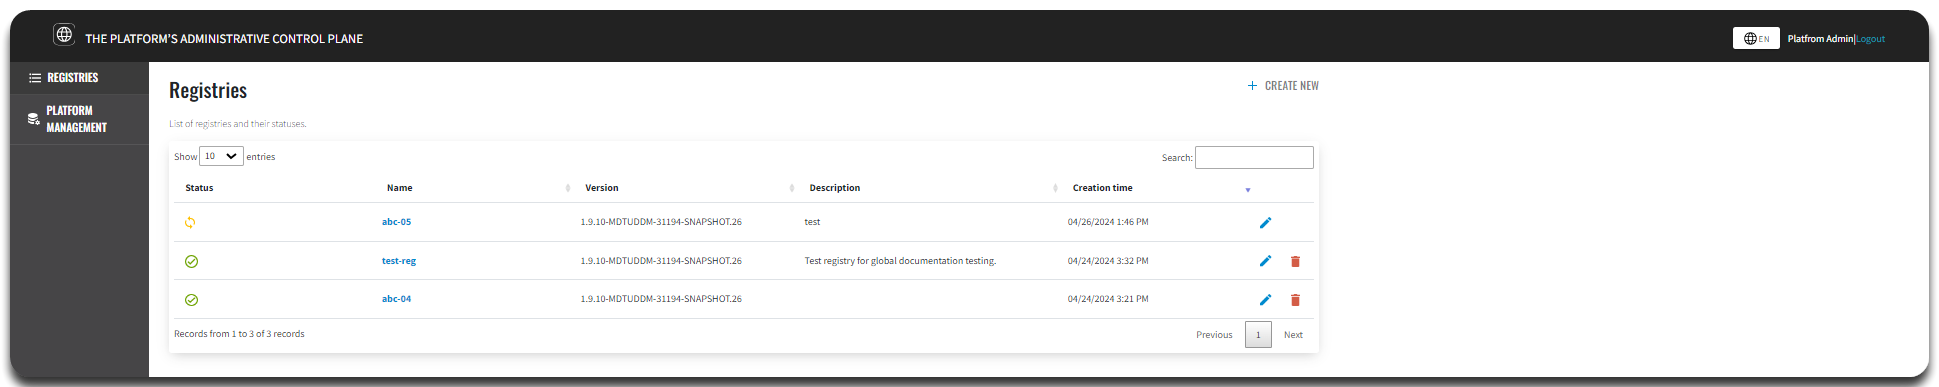 THE PLATFORM'S ADMINISTRATIVE CONTROL PLANE
EN
Platfrom Admin|Logout
REGISTRIES
PLATFORM
MANAGEMENT
Registries
CREATE NEW
List of registries and their statuses.
Show 10 entries
Search:
Status Name Version Description Creation time
abc-05 1.9.10-MDTUDDM-31194-SNAPSHOT.26 test 04/26/2024 1:46 PM
test-reg 1.9.10-MDTUDDM-31194-SNAPSHOT.26 Test registry for global documentation testing. 04/24/2024 3:32 PM
abc-04 1.9.10-MDTUDDM-31194-SNAPSHOT.26 04/24/2024 3:21 PM
Records from 1 to 3 of 3 records
Previous 1 Next